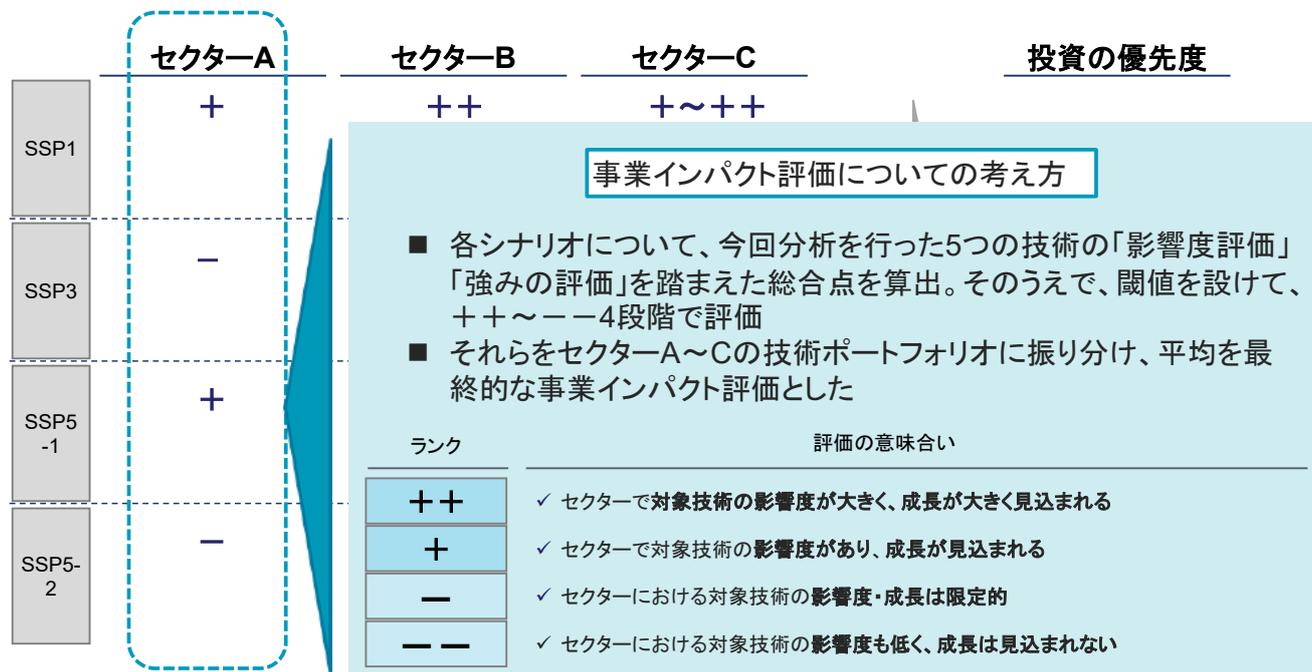 セクターA
セクターB
セクターC
投資の優先度
SSP1
+
++
+~++
SSP3
−
SSP5
-1
+
SSP5-
2
−
事業インパクト評価についての考え方
■ 各シナリオについて、今回分析を行った5つの技術の「影響度評価」
「強みの評価」を踏まえた総合点を算出。そのうえで、閾値を設けて、
++~ーー4段階で評価
■ それらをセクターA~Cの技術ポートフォリオに振り分け、平均を最
終的な事業インパクト評価とした
ランク
評価の意味合い
++
✓ セクターで対象技術の影響度が大きく、成長が大きく見込まれる
+
✓ セクターで対象技術の影響度があり、成長が見込まれる
ー
✓ セクターにおける対象技術の影響度・成長は限定的
ーー
✓ セクターにおける対象技術の影響度も低く、成長は見込まれない